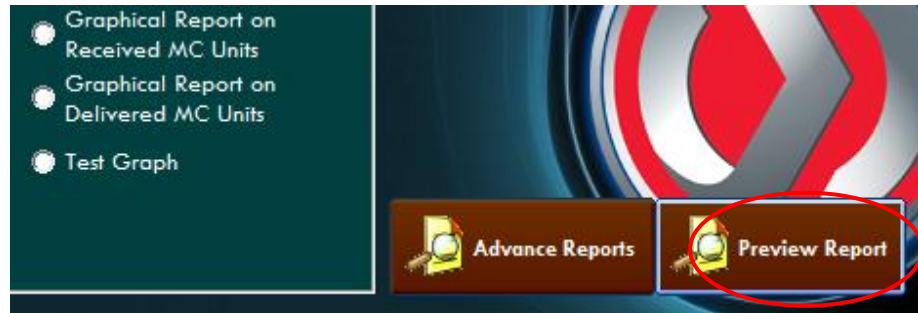 Graphical Report on
Received MC Units
Graphical Report on
Delivered MC Units
Test Graph
Advance Reports
Preview Report